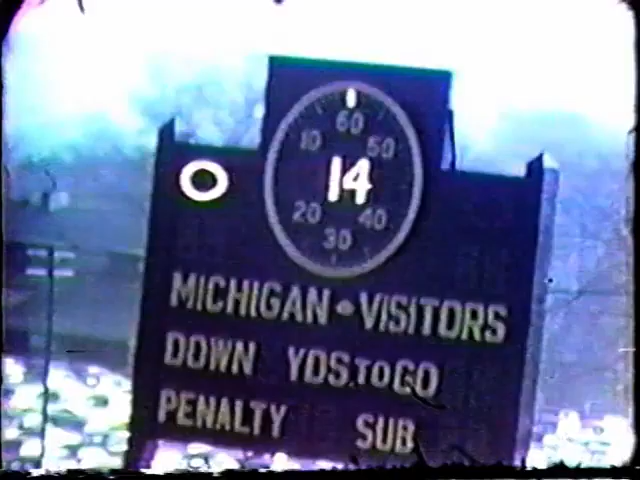 60
10 50
0 14
20 40
30
MICHIGAN • VISITORS
DOWN YDS. TO GO
PENALTY SUB